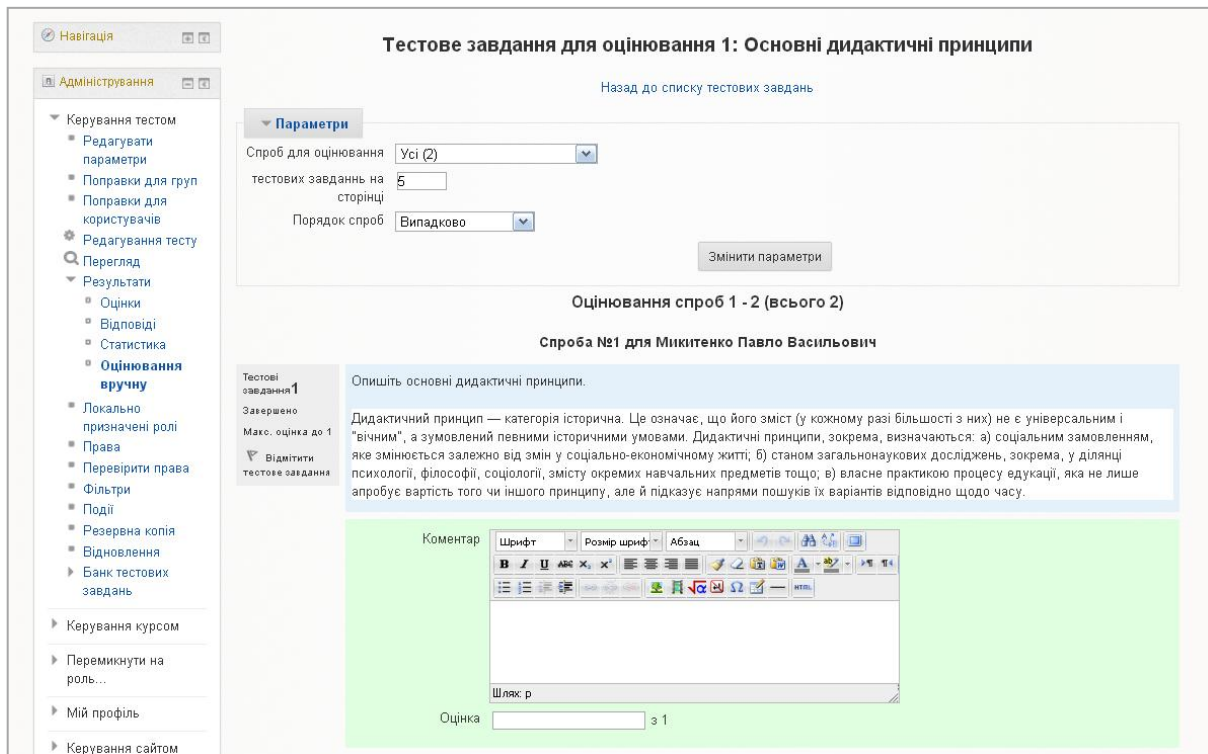 Навігація
Адміністрування
Керування тестом
Редагувати
параметри
Поправки для груп
Поправки для
користувачів
Редагування тесту
Перегляд
Результати
Оцінки
Відповіді
Статистика
Оцінювання
вручну
Локально
призначені ролі
Права
Перевірити права
Фільтри
Події
Резервна копія
Відновлення
Банк тестових
завдань
Керування курсом
Перемикнути на
роль...
Мій профіль
Керування сайтом
Тестове завдання для оцінювання 1: Основні дидактичні принципи
Назад до списку тестових завдань
Параметри
Спроб для оцінювання Усі (2)
тестових завданнь на
сторінці 5
Порядок спроб Випадково
Змінити параметри
Оцінювання спроб 1 - 2 (всього 2)
Спроба №1 для Микитенко Павло Васильович
Тестові
завдання 1
Завершено
Макс. оцінка до 1
Відмітити
тестове завдання
Опишіть основні дидактичні принципи.
Дидактичний принцип — категорія історична. Це означає, що його зміст (у кожному разі більшості з них) не є універсальним і
"вічним", а зумовлений певними історичними умовами. Дидактичні принципи, зокрема, визначаються: а) соціальним замовленням,
яке змінюється залежно від змін у соціально-економічному житті; б) станом загальнонаукових досліджень, зокрема, у ділянці
психології, філософії, соціології, змісту окремих навчальних предметів тощо; в) власне практикою процесу едукації, яка не лише
апробує вартість того чи іншого принципу, але й підказує напрями пошуків їх варіантів відповідно щодо часу.
Коментар
Шрифт Розмір шриф Абзац
B I U ABC X₂ X²
HTML
Шлях: p
Оцінка з 1